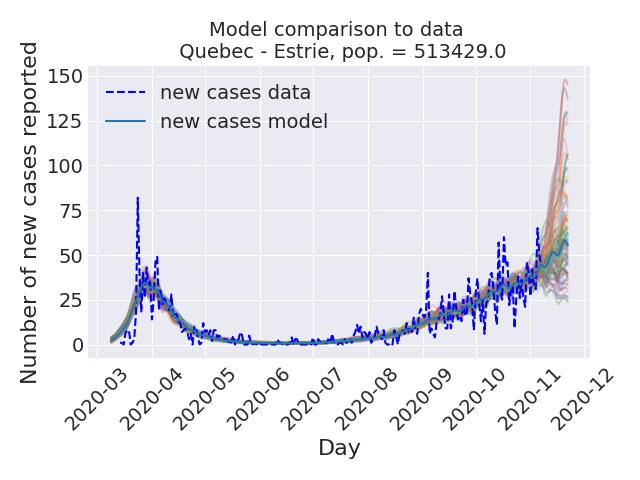 Model comparison to data
Quebec - Estrie, pop. = 513429.0
Number of new cases reported
150
125
100
75
50
25
0
new cases data
new cases model
2020-03
2020-04
2020-05
2020-06
2020-07
2020-08
2020-09
2020-10
2020-11
2020-12
Day